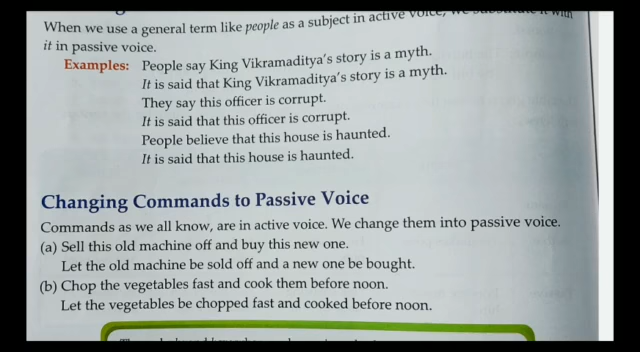 When we use a general term like people as a subject in active voice, we substitute it with
it in passive voice.
Examples: People say King Vikramaditya's story is a myth.
It is said that King Vikramaditya's story is a myth.
They say this officer is corrupt.
It is said that this officer is corrupt.
People believe that this house is haunted.
It is said that this house is haunted.
Changing Commands to Passive Voice
Commands as we all know, are in active voice. We change them into passive voice.
(a) Sell this old machine off and buy this new one.
Let the old machine be sold off and a new one be bought.
(b) Chop the vegetables fast and cook them before noon.
Let the vegetables be chopped fast and cooked before noon.